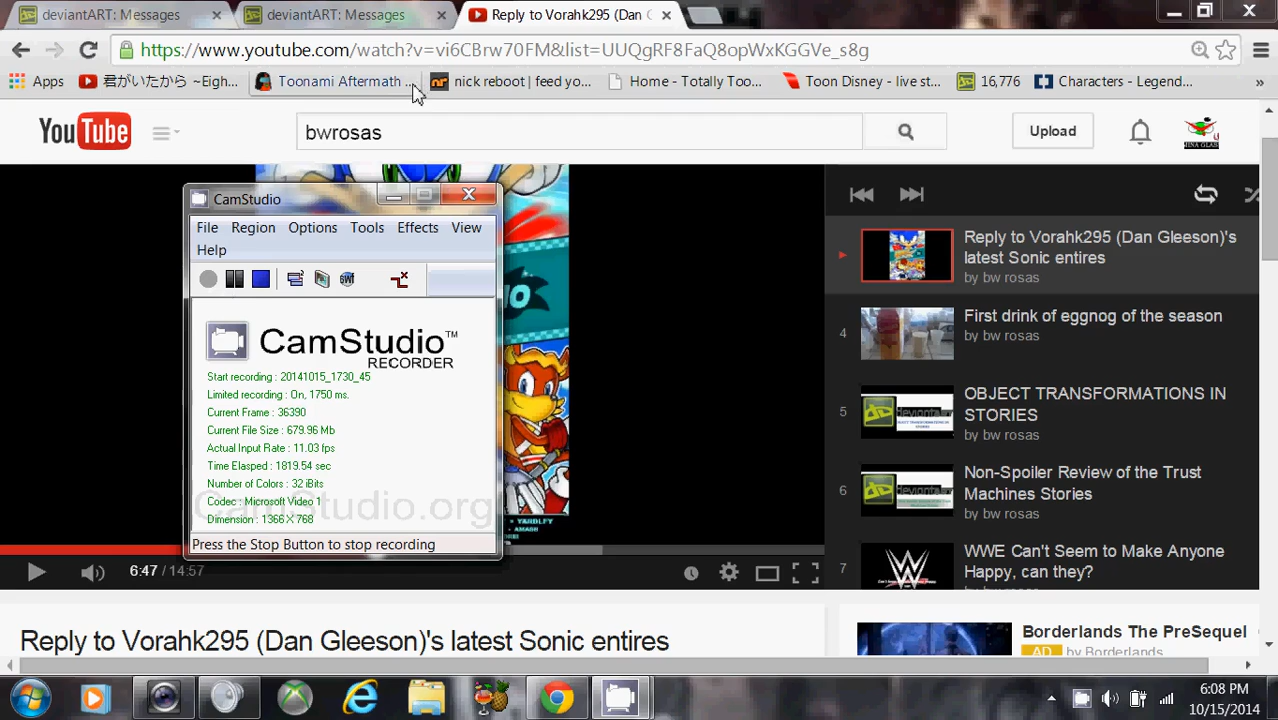 deviantART: Messages
deviantART: Messages
Reply to Vorahk295 (Dan G
https://www.youtube.com/watch?v=vi6CBrw70FM&list=UUQgRF8FaQ8opWxKGGVe_s8g
Apps
君がいたから ~Eigh...
Toonami Aftermath ...
nick reboot | feed yo...
Home - Totally Too...
Toon Disney - live st...
16,776
Characters - Legend...
»
YouTube
bwrosas
Upload
CamStudio
File Region Options Tools Effects View
Help
CamStudio™
RECORDER
Start recording : 20141015_1730_45
Limited recording : On, 1750 ms.
Current Frame : 36390
Current File Size : 679.96 Mb
Actual Input Rate : 11.03 fps
Time Elasped : 1819.54 sec
Number of Colors : 32 iBits
Codec : Microsoft Video 1
Dimension : 1366 X 768
CamStudio.org
Press the Stop Button to stop recording
YARDLEY
6:47 / 14:57
Reply to Vorahk295 (Dan Gleeson)'s
latest Sonic entires
by bw rosas
4
First drink of eggnog of the season
by bw rosas
5
OBJECT TRANSFORMATIONS IN
STORIES
by bw rosas
6
Non-Spoiler Review of the Trust
Machines Stories
by bw rosas
7
WWE Can't Seem to Make Anyone
Happy, can they?
by bw rosas
Reply to Vorahk295 (Dan Gleeson)'s latest Sonic entires
Borderlands The PreSequel
AD by Borderlands
6:08 PM
10/15/2014